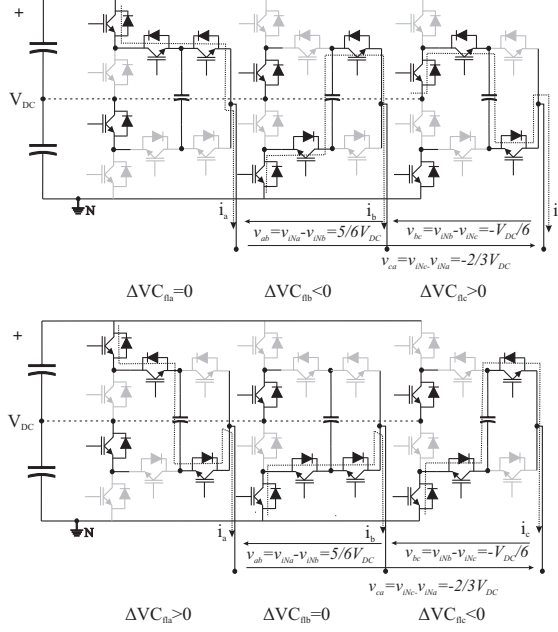 +
V_DC
N
i_a
i_b
i
v_ab=v_iNa-v_iNb=5/6V_DC
v_bc=v_iNb-v_iNc=-V_DC/6
v_ca=v_iNc-v_iNa=-2/3V_DC
ΔVC_fla=0 ΔVC_flb<0 ΔVC_flc>0
+
V_DC
N
i_a
i_b
i_c
v_ab=v_iNa-v_iNb=5/6V_DC
v_bc=v_iNb-v_iNc=-V_DC/6
v_ca=v_iNc-v_iNa=-2/3V_DC
ΔVC_fla>0 ΔVC_flb=0 ΔVC_flc<0